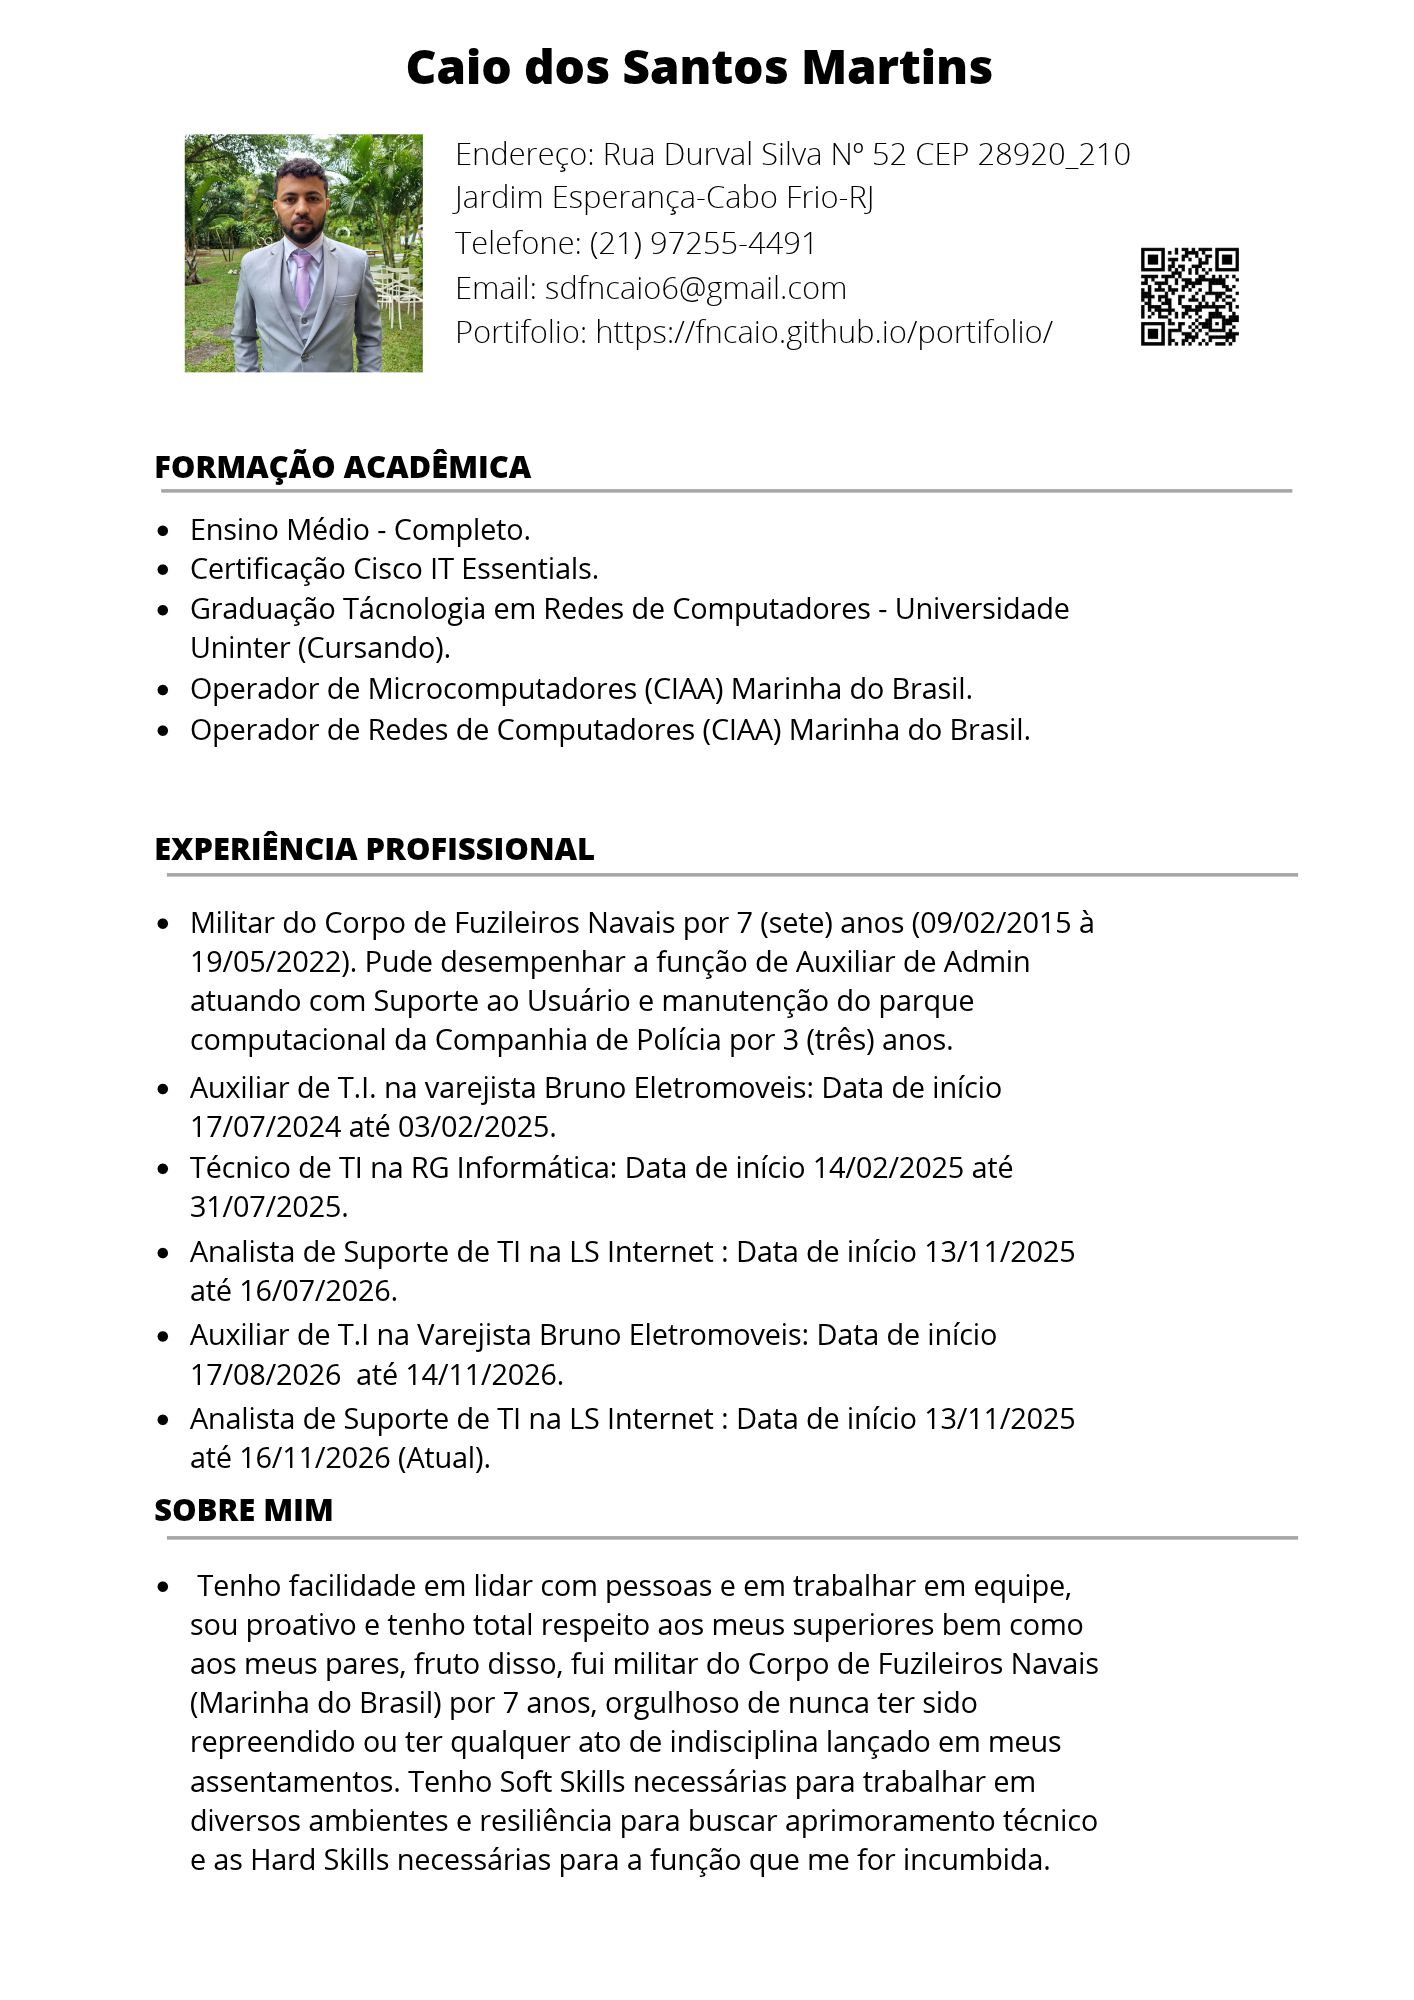 Caio dos Santos Martins
Endereço: Rua Durval Silva Nº 52 CEP 28920_210
Jardim Esperança-Cabo Frio-RJ
Telefone: (21) 97255-4491
Email: sdfncaio6@gmail.com
Portifolio: https://fncaio.github.io/portifolio/
FORMAÇÃO ACADÊMICA
• Ensino Médio - Completo.
• Certificação Cisco IT Essentials.
• Graduação Tácnologia em Redes de Computadores - Universidade
Uninter (Cursando).
• Operador de Microcomputadores (CIAA) Marinha do Brasil.
• Operador de Redes de Computadores (CIAA) Marinha do Brasil.
EXPERIÊNCIA PROFISSIONAL
• Militar do Corpo de Fuzileiros Navais por 7 (sete) anos (09/02/2015 à
19/05/2022). Pude desempenhar a função de Auxiliar de Admin
atuando com Suporte ao Usuário e manutenção do parque
computacional da Companhia de Polícia por 3 (três) anos.
• Auxiliar de T.I. na varejista Bruno Eletromoveis: Data de início
17/07/2024 até 03/02/2025.
• Técnico de TI na RG Informática: Data de início 14/02/2025 até
31/07/2025.
• Analista de Suporte de TI na LS Internet : Data de início 13/11/2025
até 16/07/2026.
• Auxiliar de T.I na Varejista Bruno Eletromoveis: Data de início
17/08/2026  até 14/11/2026.
• Analista de Suporte de TI na LS Internet : Data de início 13/11/2025
até 16/11/2026 (Atual).
SOBRE MIM
• Tenho facilidade em lidar com pessoas e em trabalhar em equipe,
sou proativo e tenho total respeito aos meus superiores bem como
aos meus pares, fruto disso, fui militar do Corpo de Fuzileiros Navais
(Marinha do Brasil) por 7 anos, orgulhoso de nunca ter sido
repreendido ou ter qualquer ato de indisciplina lançado em meus
assentamentos. Tenho Soft Skills necessárias para trabalhar em
diversos ambientes e resiliência para buscar aprimoramento técnico
e as Hard Skills necessárias para a função que me for incumbida.